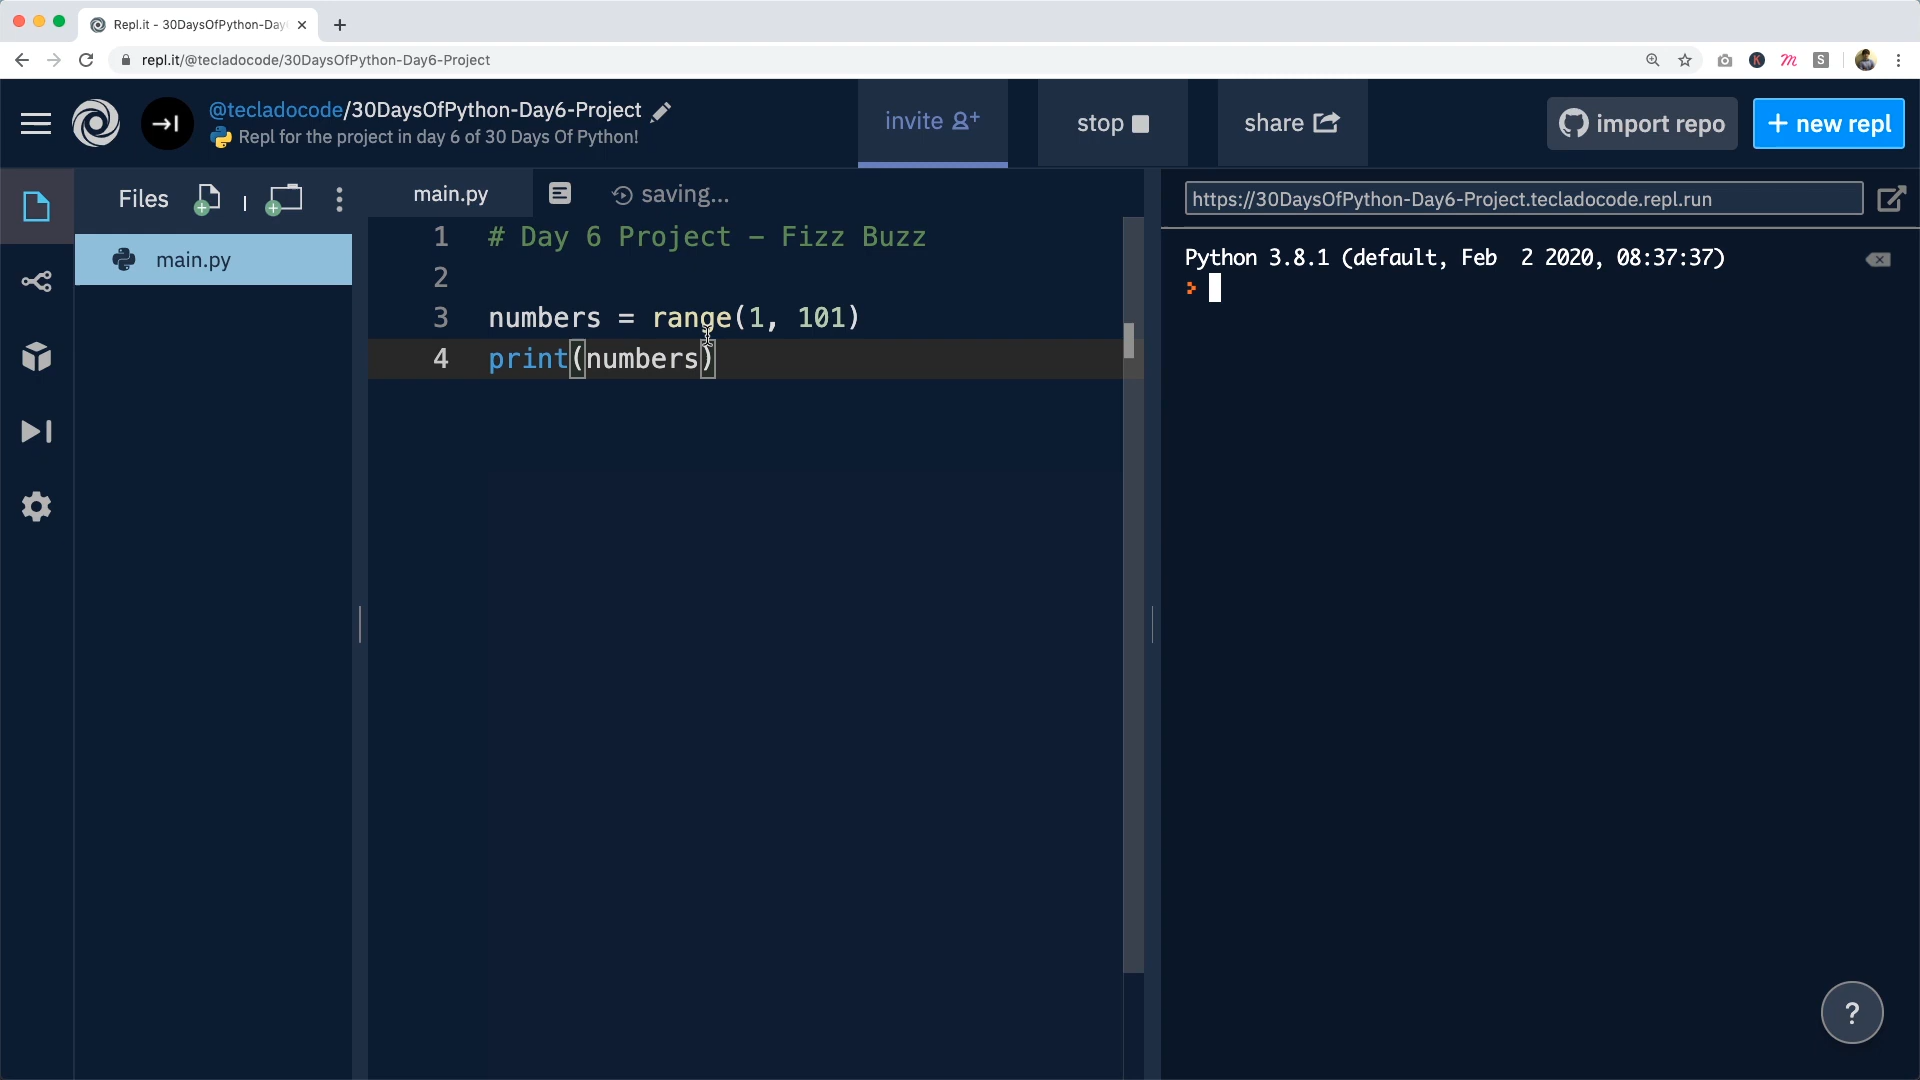 Repl.it - 30DaysOfPython-Day
repl.it/@tecladocode/30DaysOfPython-Day6-Project
K
m
S
@tecladocode/30DaysOfPython-Day6-Project
Repl for the project in day 6 of 30 Days Of Python!
invite
stop
share
import repo
+ new repl
Files
main.py
saving...
https://30DaysOfPython-Day6-Project.tecladocode.repl.run
main.py
1 # Day 6 Project – Fizz Buzz
2
3 numbers = range(1, 101)
4 print(numbers)
Python 3.8.1 (default, Feb  2 2020, 08:37:37)
?